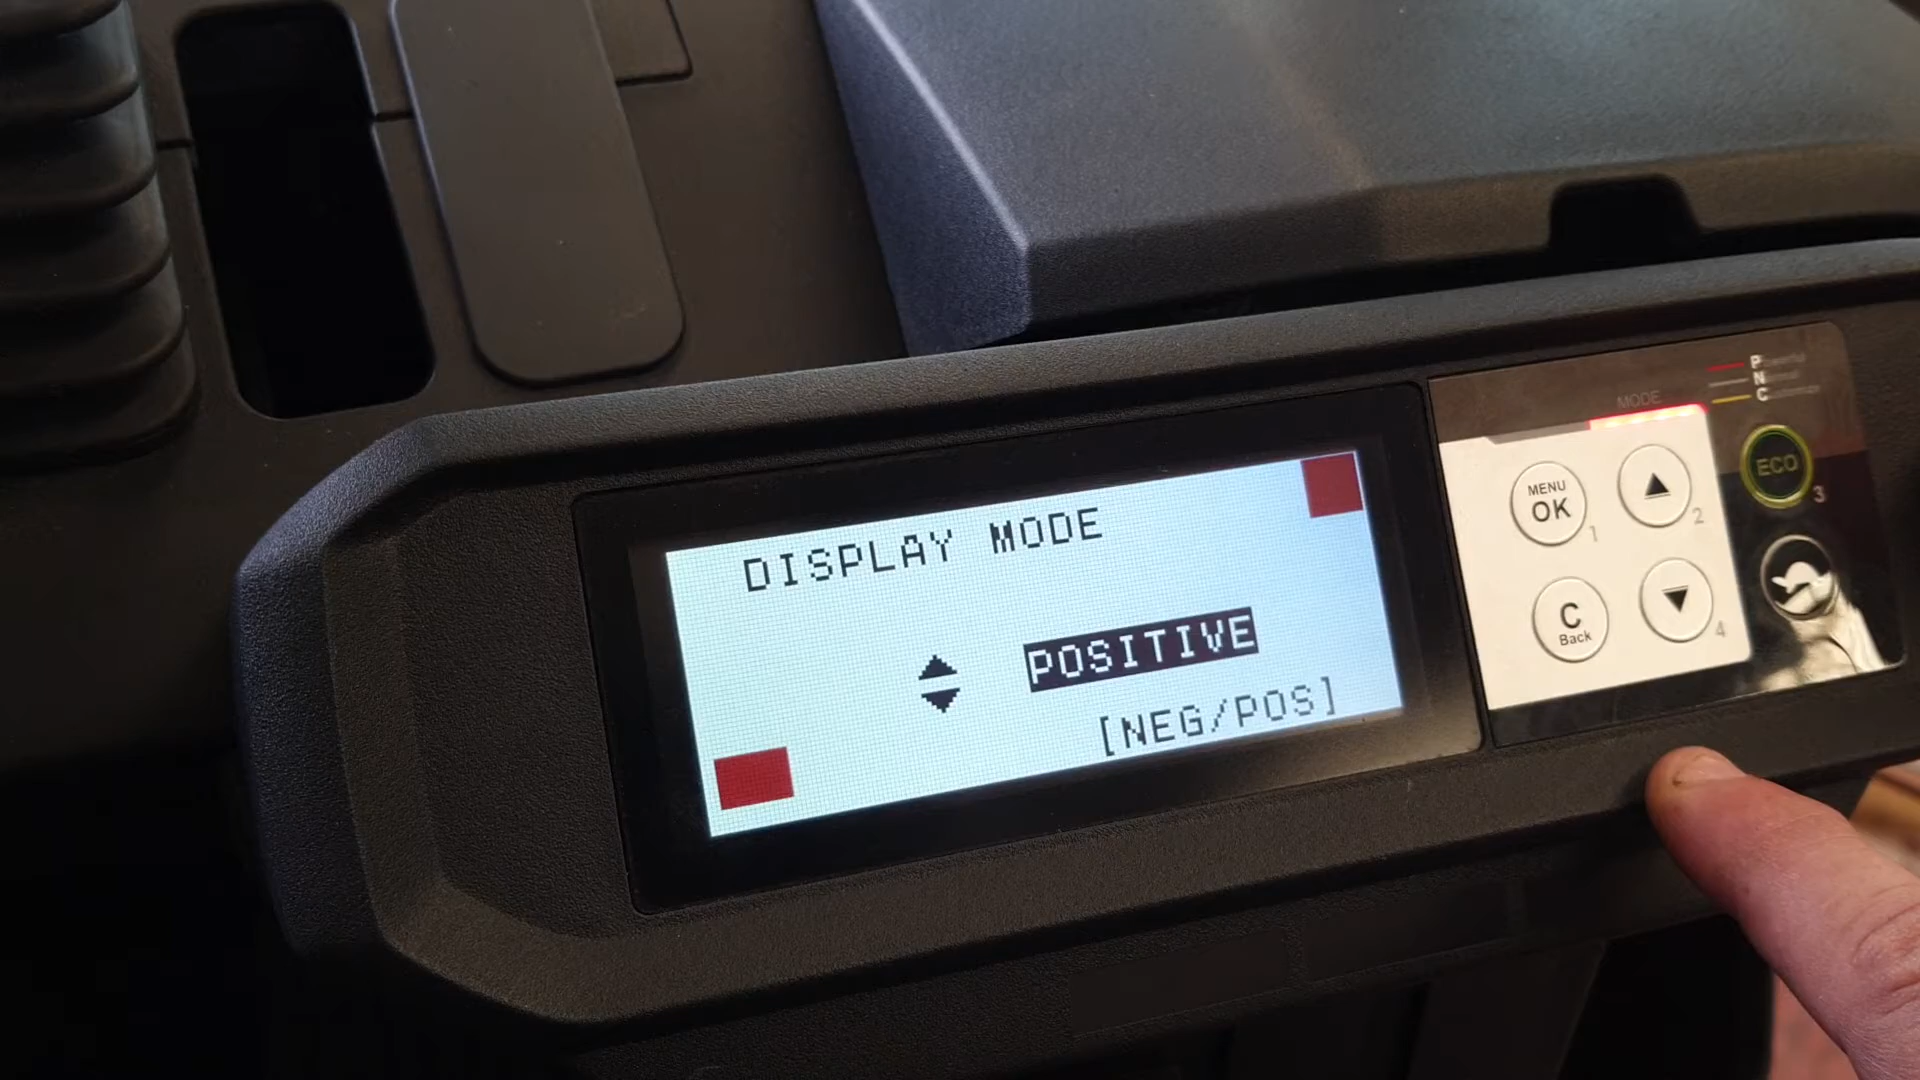 DISPLAY MODE
POSITIVE
[NEG/POS]
MODE
P
N
C
MENU
OK
1
2
ECO
3
C
Back
4